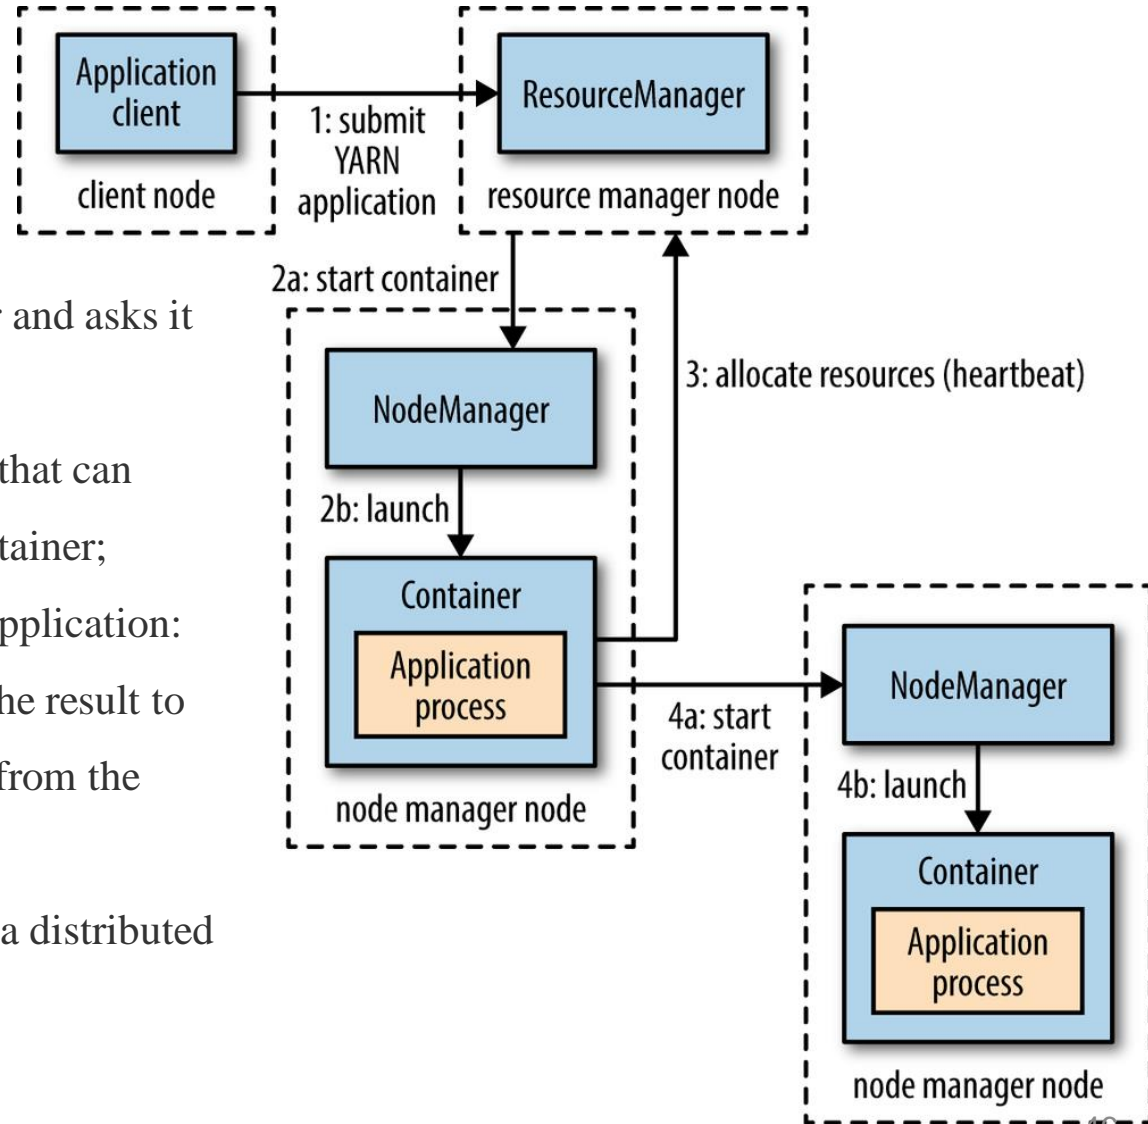 Application
client
client node
1: submit
YARN
application
ResourceManager
resource manager node
2a: start container
r and asks it
that can
tainer;
pplication:
he result to
from the
a distributed
NodeManager
2b: launch
Container
Application
process
node manager node
3: allocate resources (heartbeat)
4a: start
container
NodeManager
4b: launch
Container
Application
process
node manager node